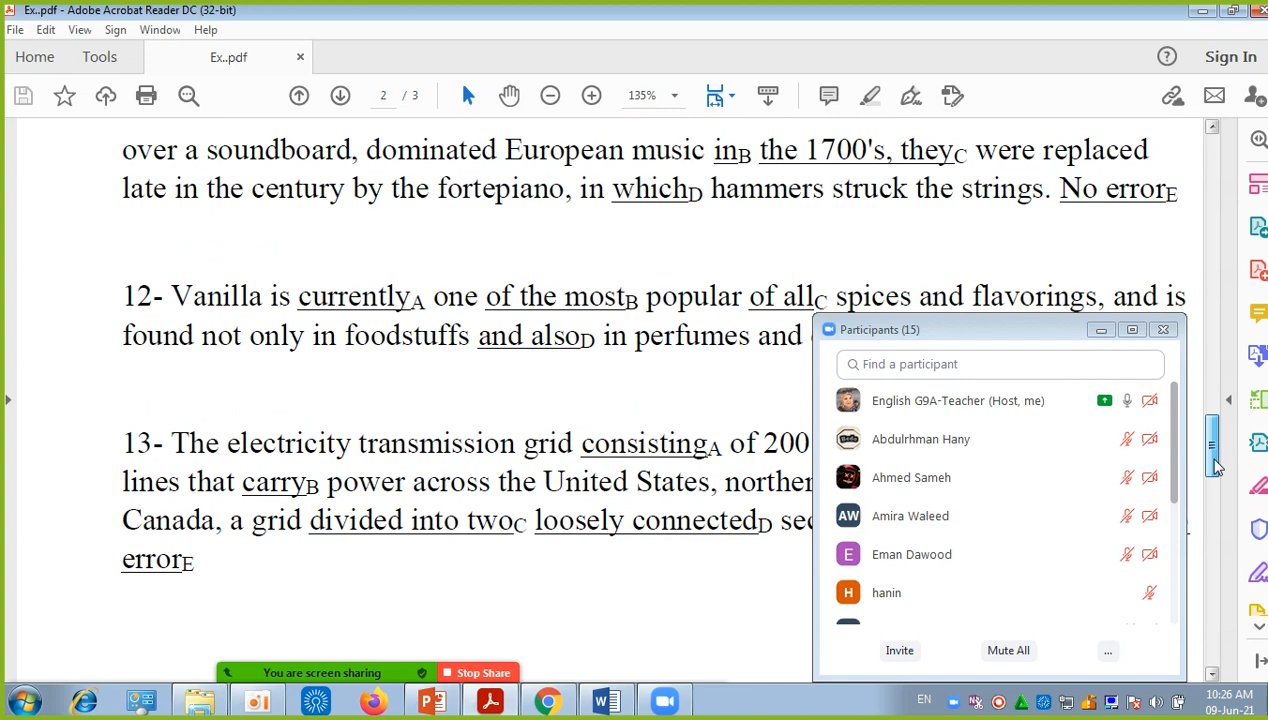 Ex..pdf - Adobe Acrobat Reader DC (32-bit)
File Edit View Sign Window Help
Home Tools Ex..pdf × Sign In
2 / 3 135%
over a soundboard, dominated European music inB the 1700's, theyC were replaced
late in the century by the fortepiano, in whichD hammers struck the strings. No errorE
12- Vanilla is currentlyA one of the mostB popular of allC spices and flavorings, and is
found not only in foodstuffs and alsoD in perfumes and
13- The electricity transmission grid consistingA of 200
lines that carryB power across the United States, norther
Canada, a grid divided into twoC loosely connectedD sec
errorE
Participants (15)
Find a participant
English G9A-Teacher (Host, me)
Abdulrhman Hany
Ahmed Sameh
AW Amira Waleed
E Eman Dawood
H hanin
Invite Mute All ...
You are screen sharing Stop Share
EN 10:26 AM
09-Jun-21